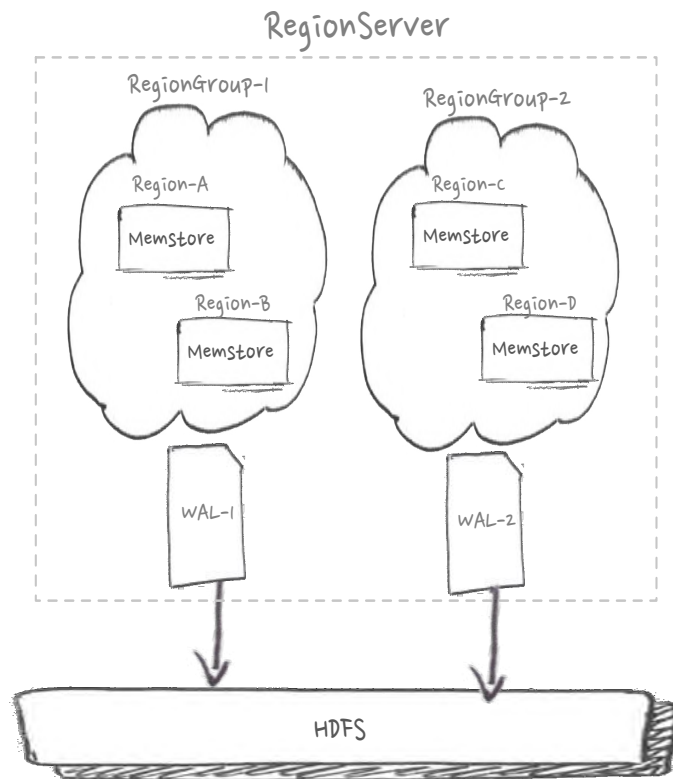 RegionServer
RegionGroup-1
RegionGroup-2
Region-A
Region-C
MemStore
MemStore
Region-B
Region-D
MemStore
MemStore
WAL-1
WAL-2
HDFS